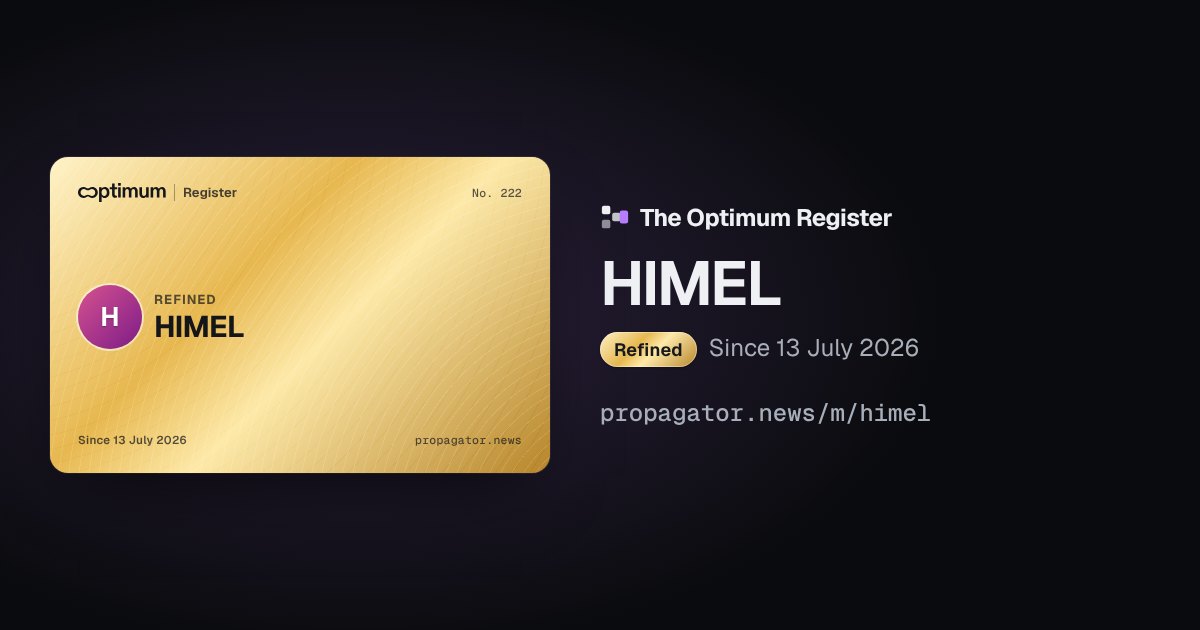 optimum | Register
No. 222
H
REFINED
HIMEL
Since 13 July 2026
propagator.news
The Optimum Register
HIMEL
Refined
Since 13 July 2026
propagator.news/m/himel